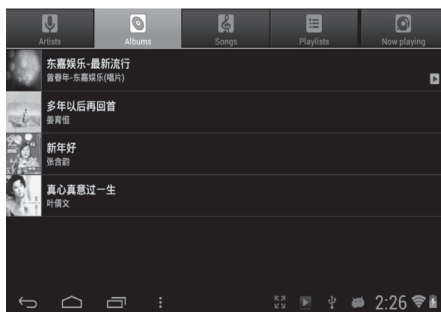 Artists
Albums
Songs
Playlists
Now playing
东嘉娱乐-最新流行
曾春年-东嘉娱乐(唱片)
多年以后再回首
姜育恒
新年好
张含韵
真心真意过一生
叶倩文
2:26